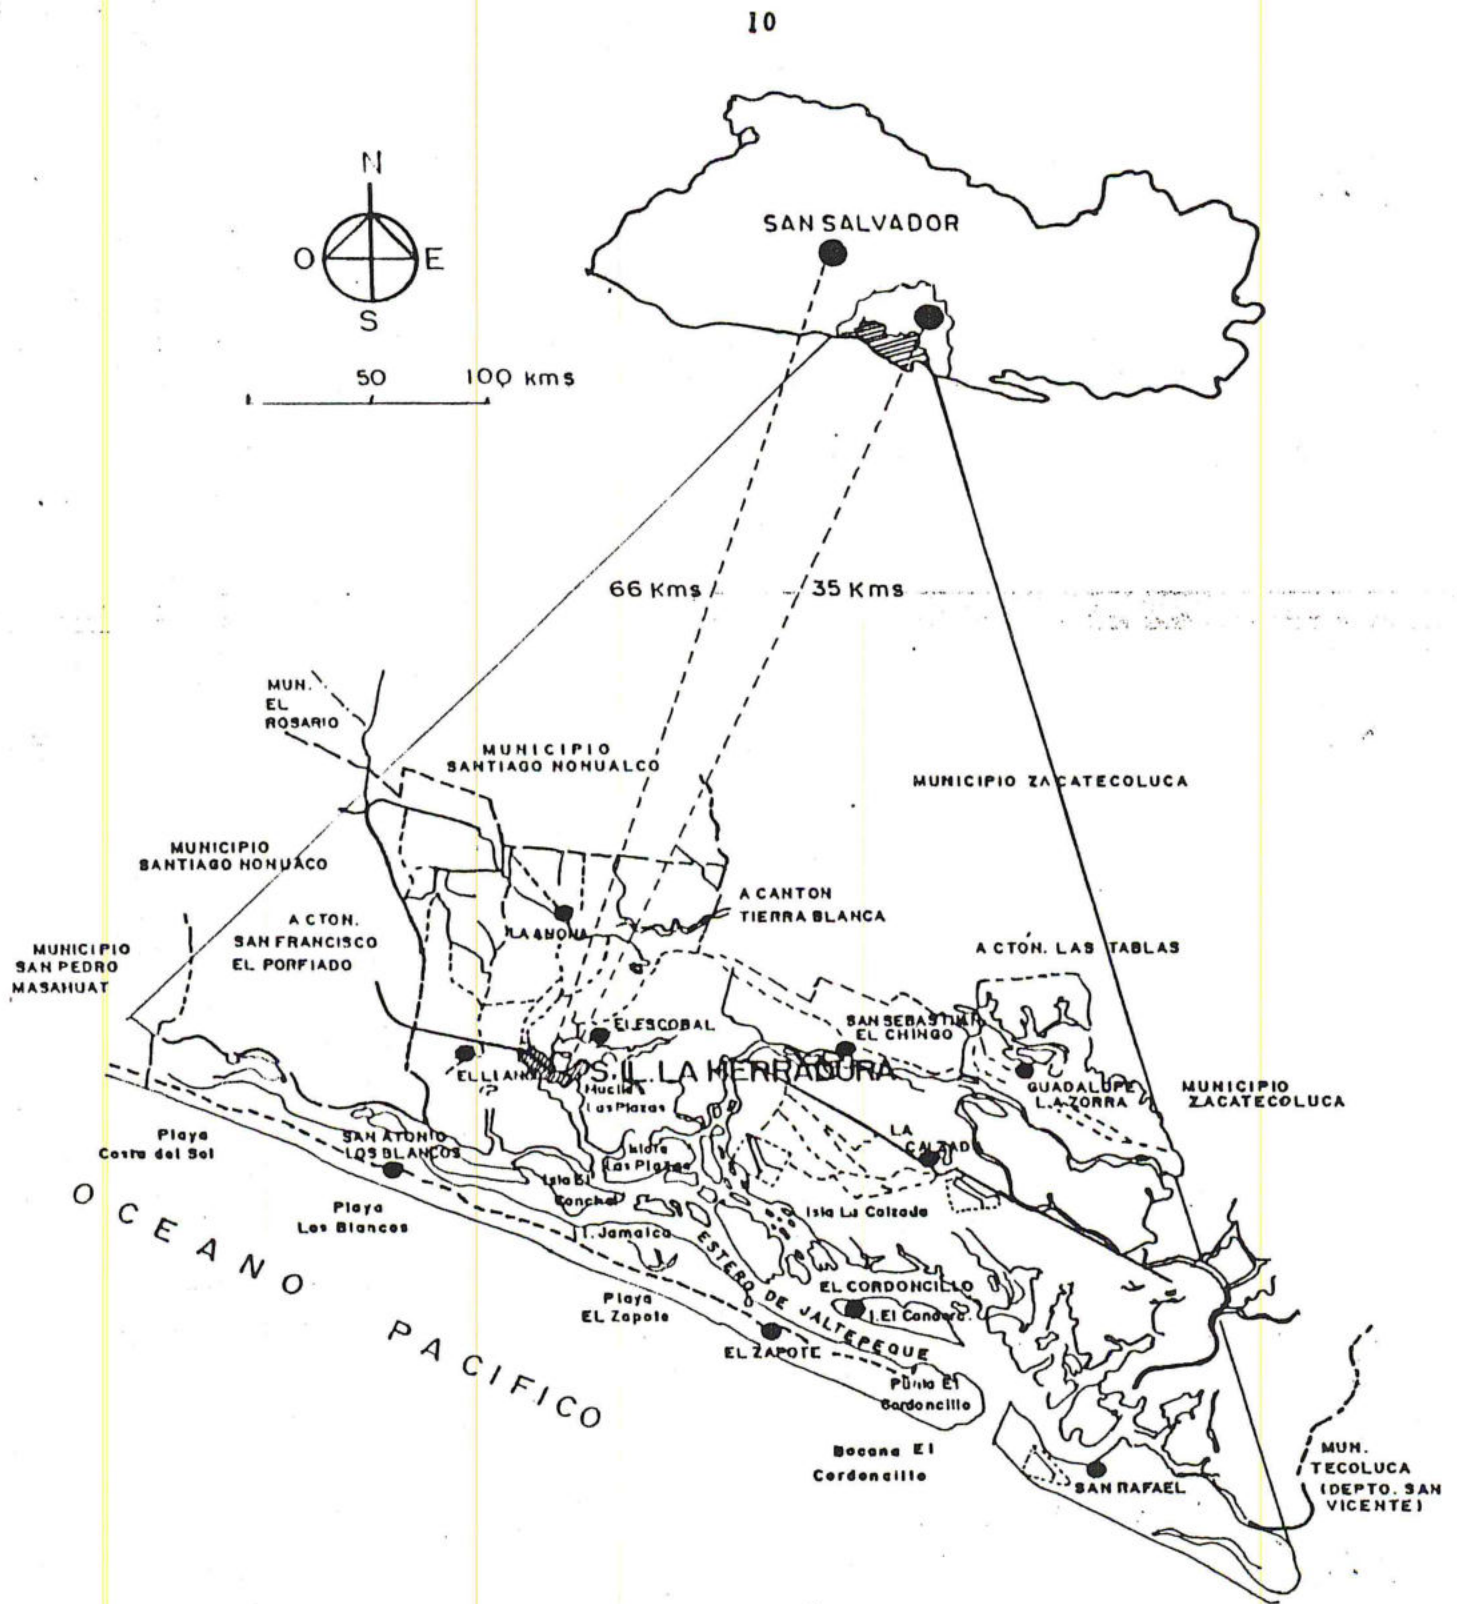 10
N
SAN SALVADOR
O
E
S
50
100 kms
66 Kms
35 Kms
MUN.
EL
ROSARIO
MUNICIPIO
SANTIAGO NONUALCO
MUNICIPIO ZACATECOLUCA
MUNICIPIO
SANTIAGO NONUACO
A CANTON
TIERRA BLANCA
A CTON.
SAN FRANCISCO
EL PORFIADO
LA ANONA
MUNICIPIO
SAN PEDRO
MASAHUAT
A CTON. LAS TABLAS
EL ESCOBAL
SAN SEBASTIAN
EL CHINGO
EL LLANO
S. L. LA HERRADURA
GUADALUPE
LA ZORRA
MUNICIPIO
ZACATECOLUCA
Muelle
Las Plazas
Playa
Costa del Sol
SAN ATONIO
LOS BLANCOS
LA
CALZADA
Islote
Las Plazas
Isla El
Conchal
Playa
Los Blancos
Isla La Calzada
I. Jamaica
ESTERO DE JALTEPEQUE
OCEANO PACIFICO
Playa
EL Zapote
EL CORDONCILLO
EL ZAPOTE
Punta El
Cordoncillo
Bocana El
Cordoncillo
SAN RAFAEL
MUN.
TECOLUCA
(DEPTO. SAN
VICENTE)